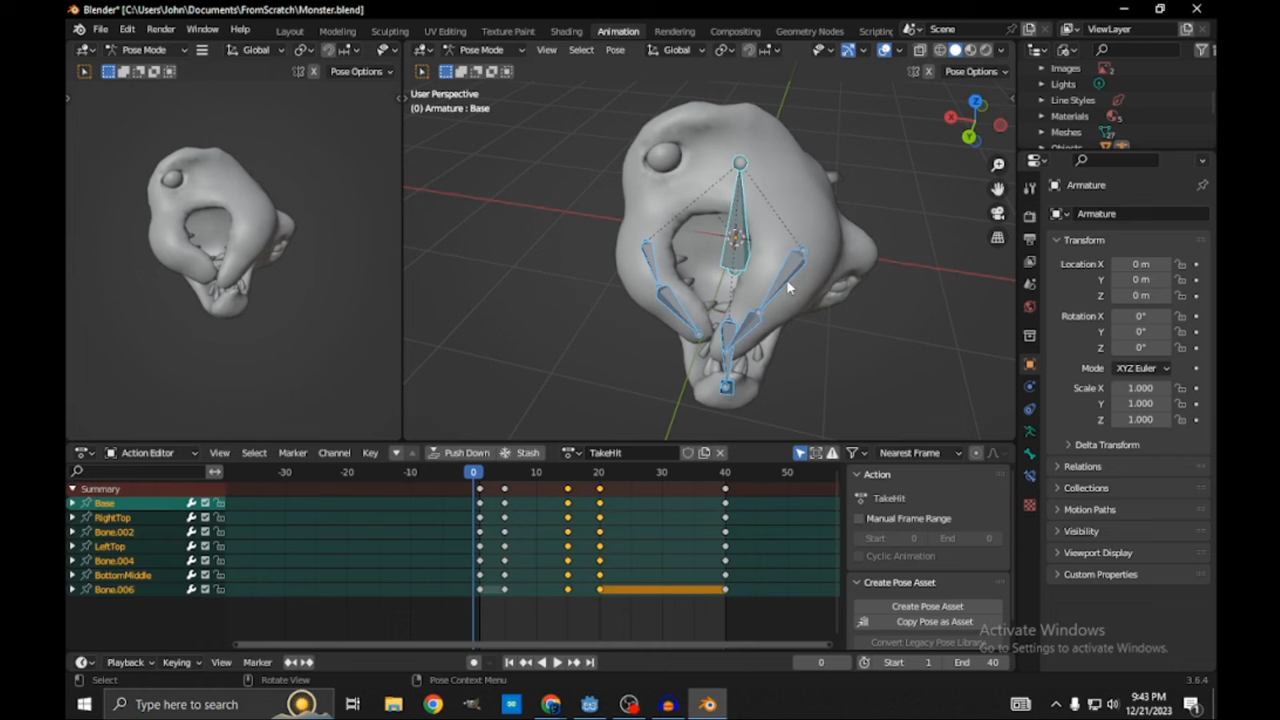 Blender* [C:\Users\John\Documents\FromScratch\Monster.blend]
File Edit Render Window Help Layout Modeling Sculpting UV Editing Texture Paint Shading Animation Rendering Compositing Geometry Nodes Scripting Scene ViewLayer
Pose Mode Global Pose Mode View Select Pose Global
Pose Options Pose Options
User Perspective
(0) Armature : Base
Z
X
Y
Images 2
Lights
Line Styles
Materials 5
Meshes 27
Objects
Armature
Armature
Transform
Location X 0 m
Y 0 m
Z 0 m
Rotation X 0°
Y 0°
Z 0°
Mode XYZ Euler
Scale X 1.000
Y 1.000
Z 1.000
Delta Transform
Relations
Collections
Motion Paths
Visibility
Viewport Display
Custom Properties
Action Editor View Select Marker Channel Key Push Down Stash TakeHit Nearest Frame
-30 -20 -10 0 10 20 30 40 50
Summary
Base
RightTop
Bone.002
LeftTop
Bone.004
BottomMiddle
Bone.006
Action
TakeHit
Manual Frame Range
Start 0 End 0
Cyclic Animation
Create Pose Asset
Create Pose Asset
Copy Pose as Asset
Convert Legacy Pose Library
Activate Windows
Go to Settings to activate Windows.
Playback Keying View Marker 0 Start 1 End 40
Select Rotate View Pose Context Menu 3.6.4
Type here to search
9:43 PM
12/21/2023
1